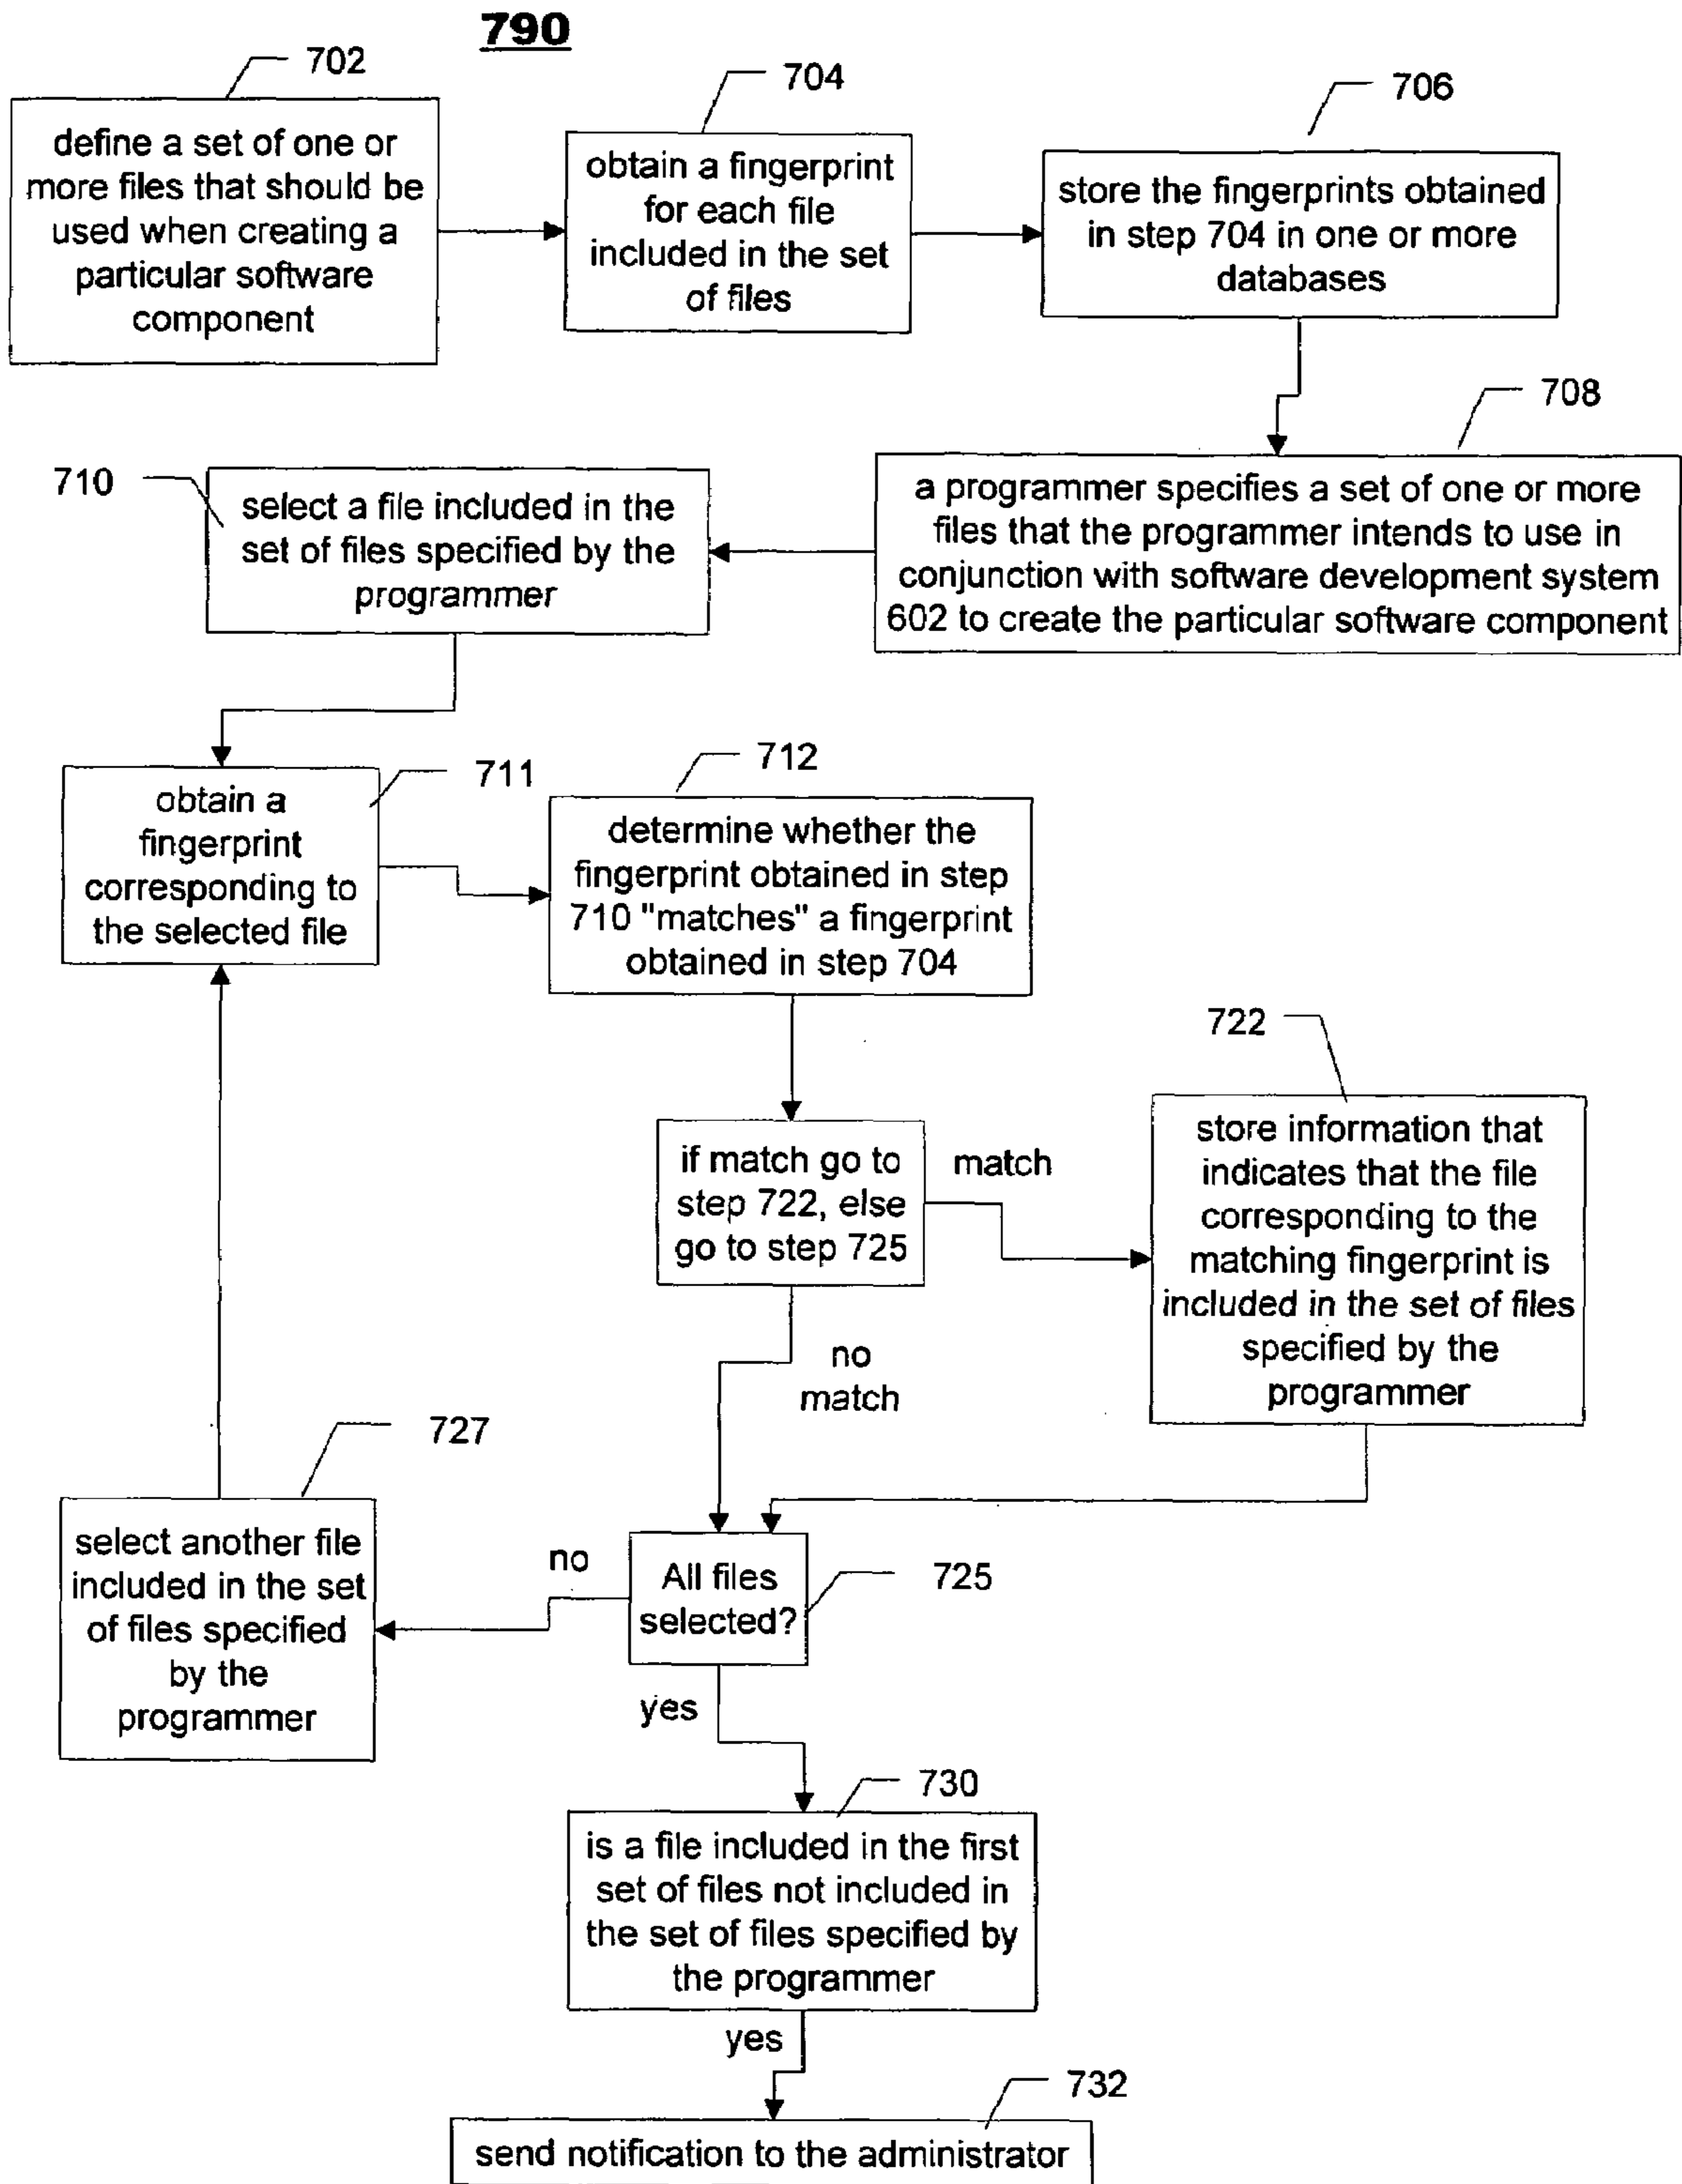 790
702
define a set of one or
more files that should be
used when creating a
particular software
component
704
obtain a fingerprint
for each file
included in the set
of files
706
store the fingerprints obtained
in step 704 in one or more
databases
708
a programmer specifies a set of one or more
files that the programmer intends to use in
conjunction with software development system
602 to create the particular software component
710
select a file included in the
set of files specified by the
programmer
711
obtain a
fingerprint
corresponding to
the selected file
712
determine whether the
fingerprint obtained in step
710 "matches" a fingerprint
obtained in step 704
if match go to
step 722, else
go to step 725
match
722
store information that
indicates that the file
corresponding to the
matching fingerprint is
included in the set of files
specified by the
programmer
no
match
727
select another file
included in the set
of files specified
by the
programmer
no
All files
selected?
725
yes
730
is a file included in the first
set of files not included in
the set of files specified by
the programmer
yes
732
send notification to the administrator